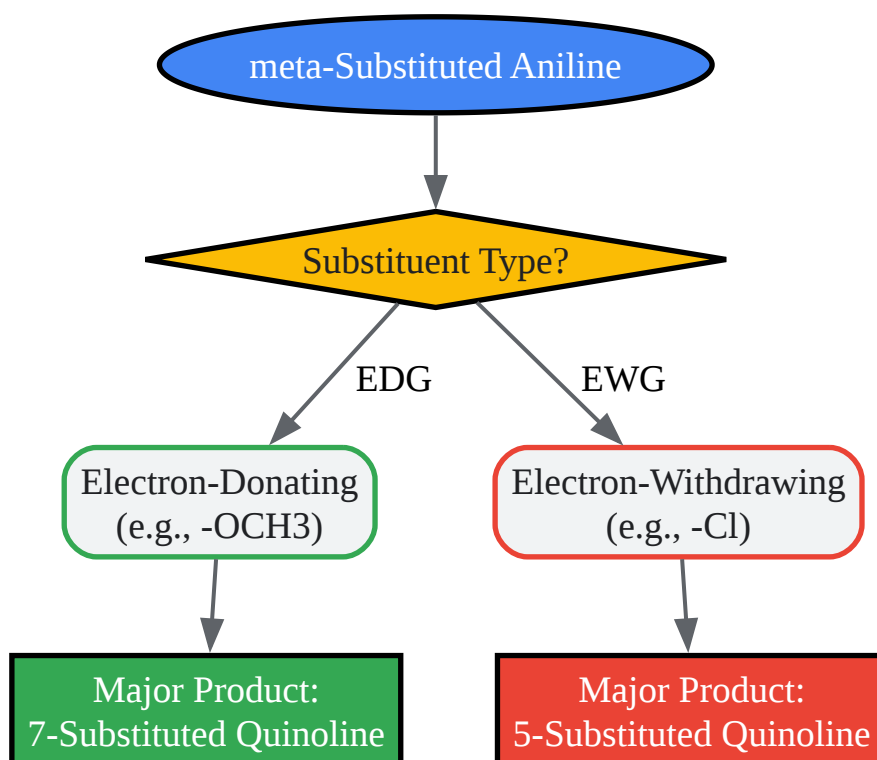 meta-Substituted Aniline
Substituent Type?
EDG
EWG
Electron-Donating
(e.g., -OCH3)
Electron-Withdrawing
(e.g., -Cl)
Major Product:
7-Substituted Quinoline
Major Product:
5-Substituted Quinoline